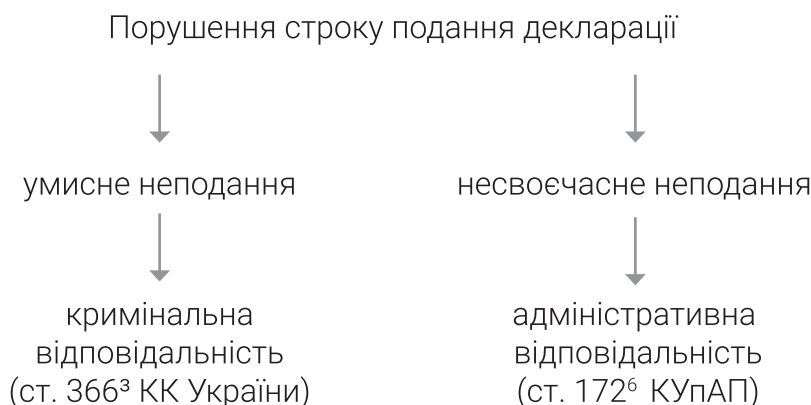 Порушення строку подання декларації
умисне неподання
несвоєчасне неподання
кримінальна
відповідальність
(ст. 366³ КК України)
адміністративна
відповідальність
(ст. 172⁶ КУпАП)